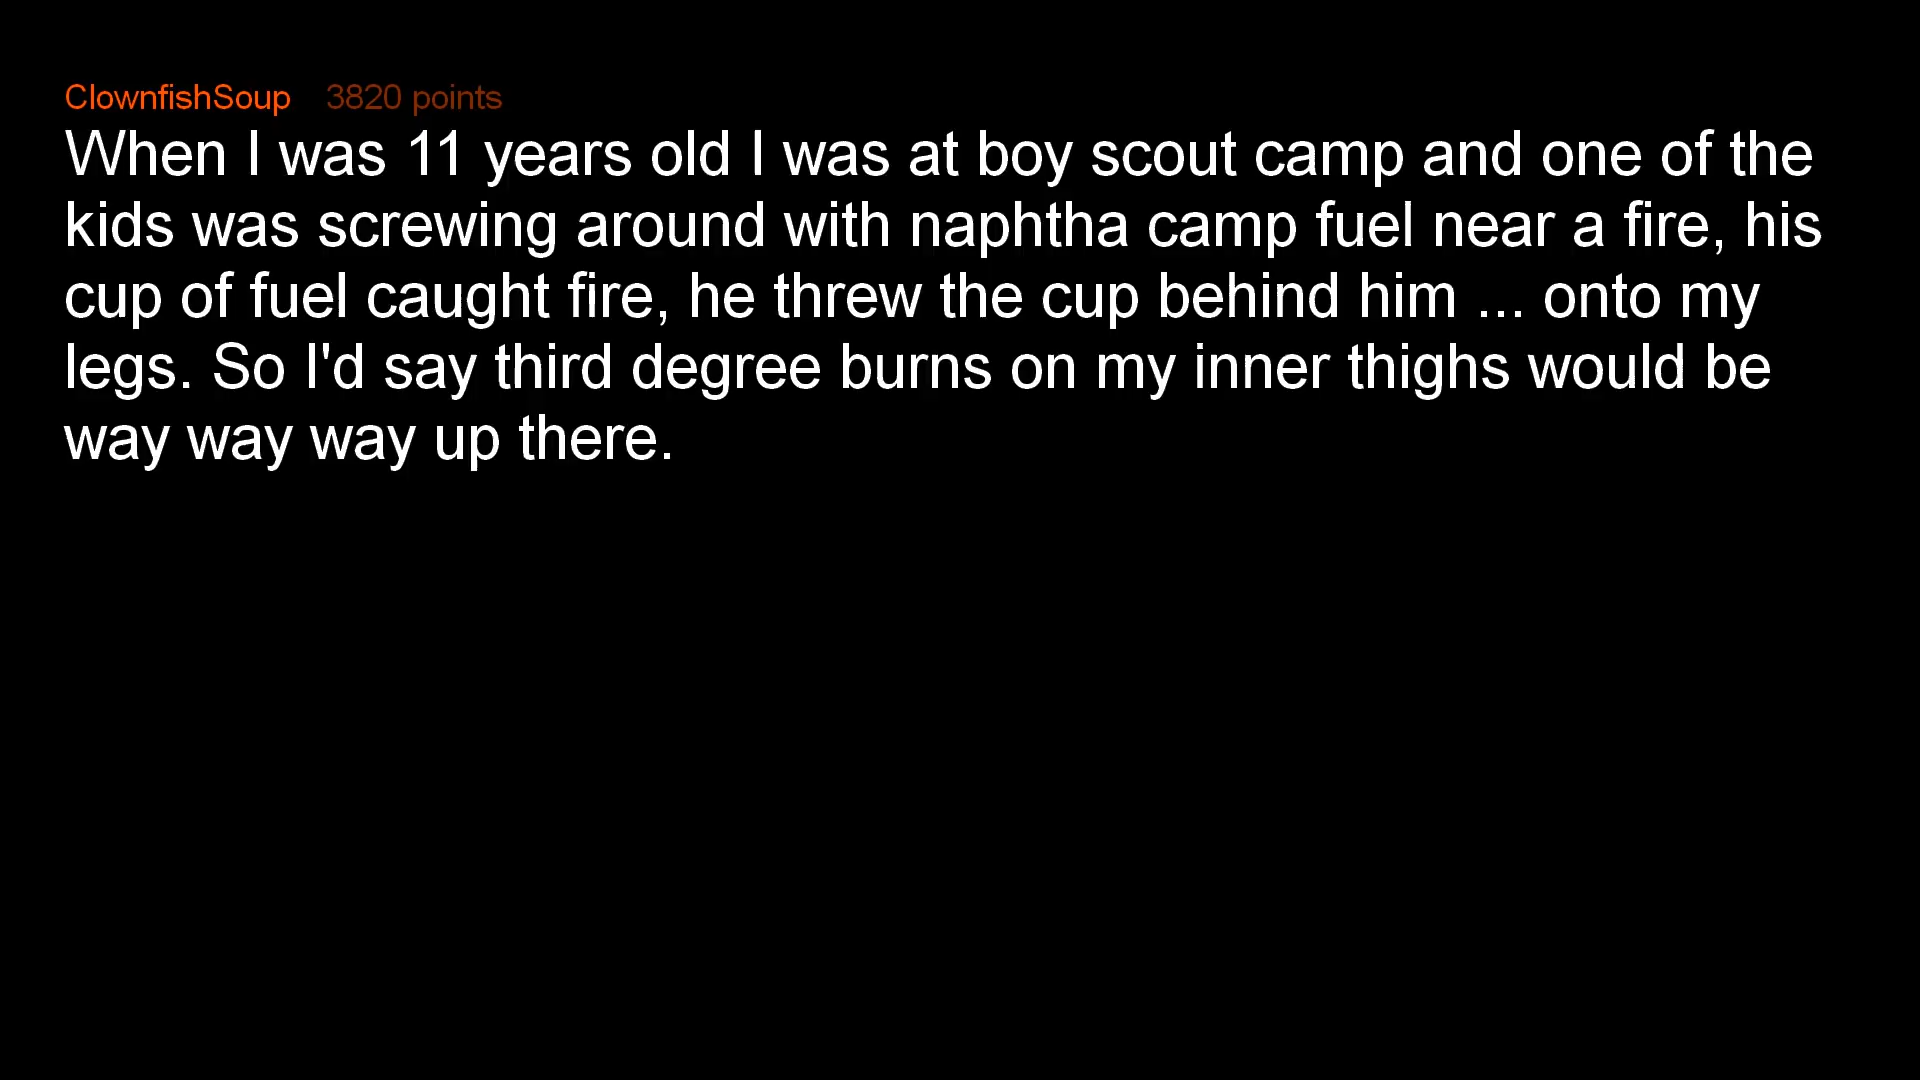 ClownfishSoup 3820 points
When I was 11 years old I was at boy scout camp and one of the
kids was screwing around with naphtha camp fuel near a fire, his
cup of fuel caught fire, he threw the cup behind him ... onto my
legs. So I'd say third degree burns on my inner thighs would be
way way way up there.